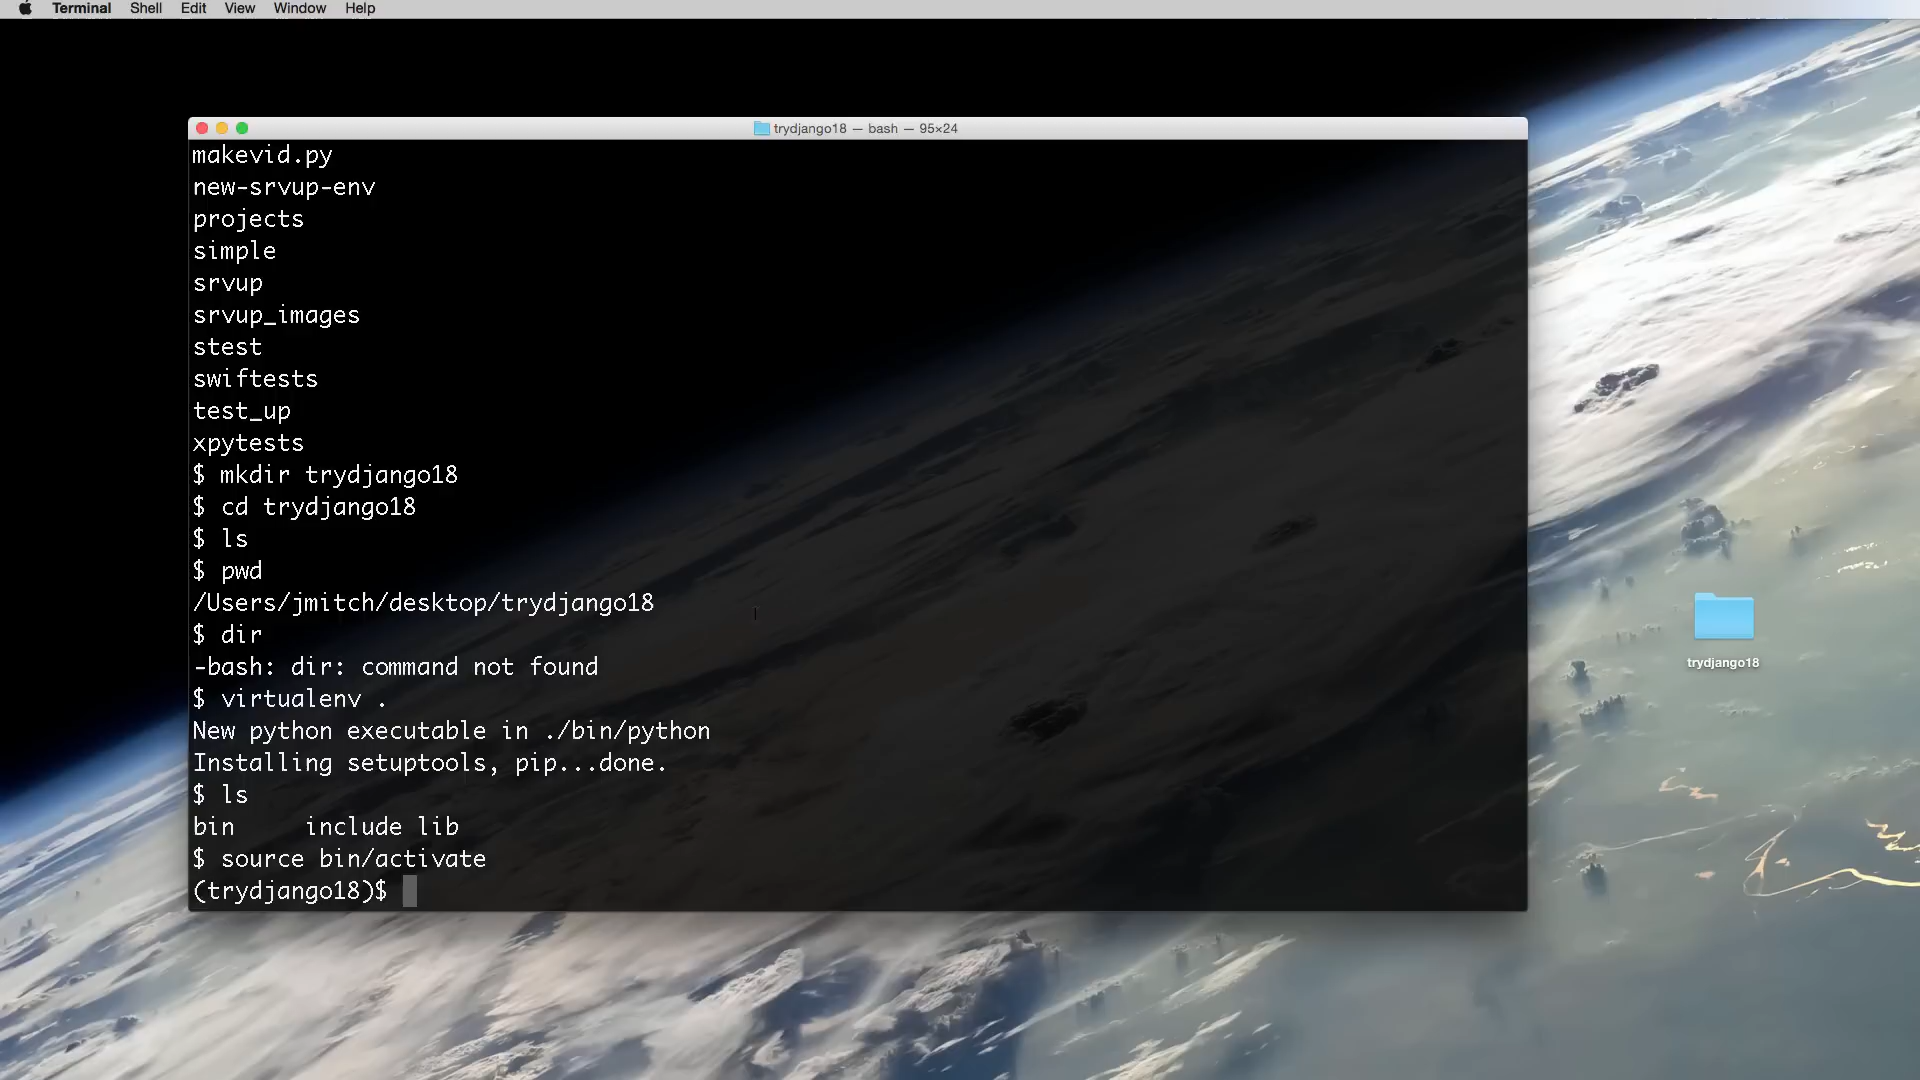 Terminal Shell Edit View Window Help
trydjango18 — bash — 95×24
makevid.py
new-srvup-env
projects
simple
srvup
srvup_images
stest
swiftests
test_up
xpytests
$ mkdir trydjango18
$ cd trydjango18
$ ls
$ pwd
/Users/jmitch/desktop/trydjango18
$ dir
-bash: dir: command not found
$ virtualenv .
New python executable in ./bin/python
Installing setuptools, pip...done.
$ ls
bin include lib
$ source bin/activate
(trydjango18)$
trydjango18